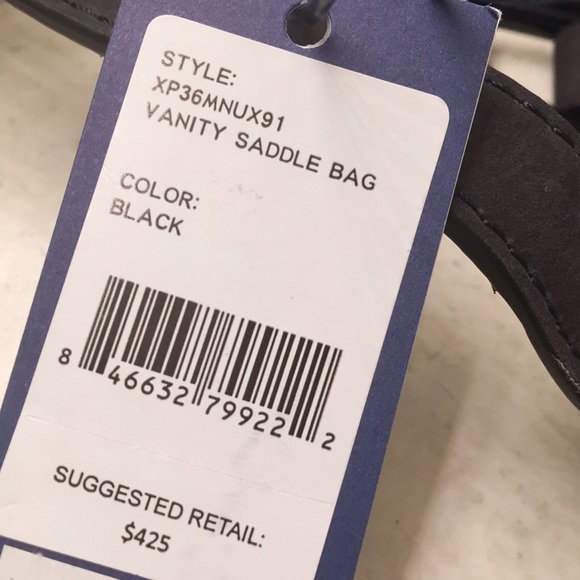 STYLE:
XP36MNUX91
VANITY SADDLE BAG
COLOR:
BLACK
8 46632 79922 2
SUGGESTED RETAIL:
$425